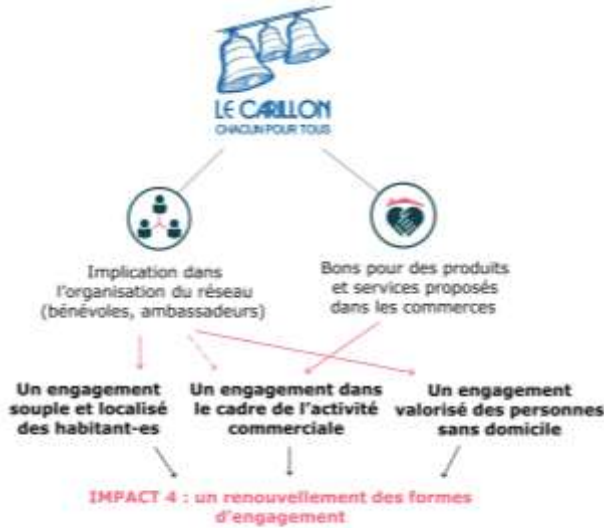 LE CARILLON
CHACUN POUR TOUS
Implication dans
l'organisation du réseau
(bénévoles, ambassadeurs)
Bons pour des produits
et services proposés
dans les commerces
Un engagement
souple et localisé
des habitant-es
Un engagement dans
le cadre de l'activité
commerciale
Un engagement
valorisé des personnes
sans domicile
IMPACT 4 : un renouvellement des formes
d'engagement